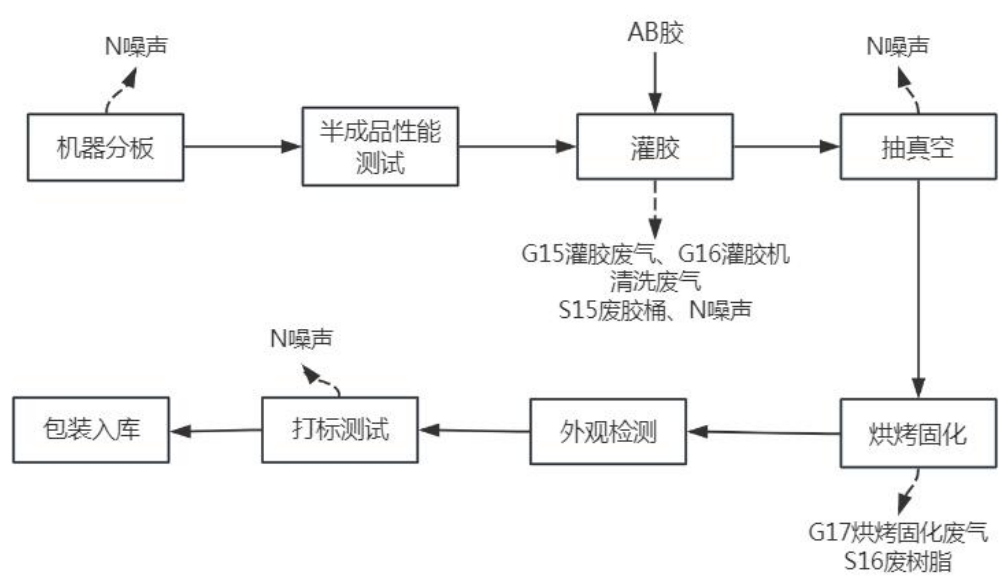 N噪声
AB胶
N噪声
机器分板
半成品性能
测试
灌胶
抽真空
G15灌胶废气、G16灌胶机
清洗废气
S15废胶桶、N噪声
N噪声
包装入库
打标测试
外观检测
烘烤固化
G17烘烤固化废气
S16废树脂